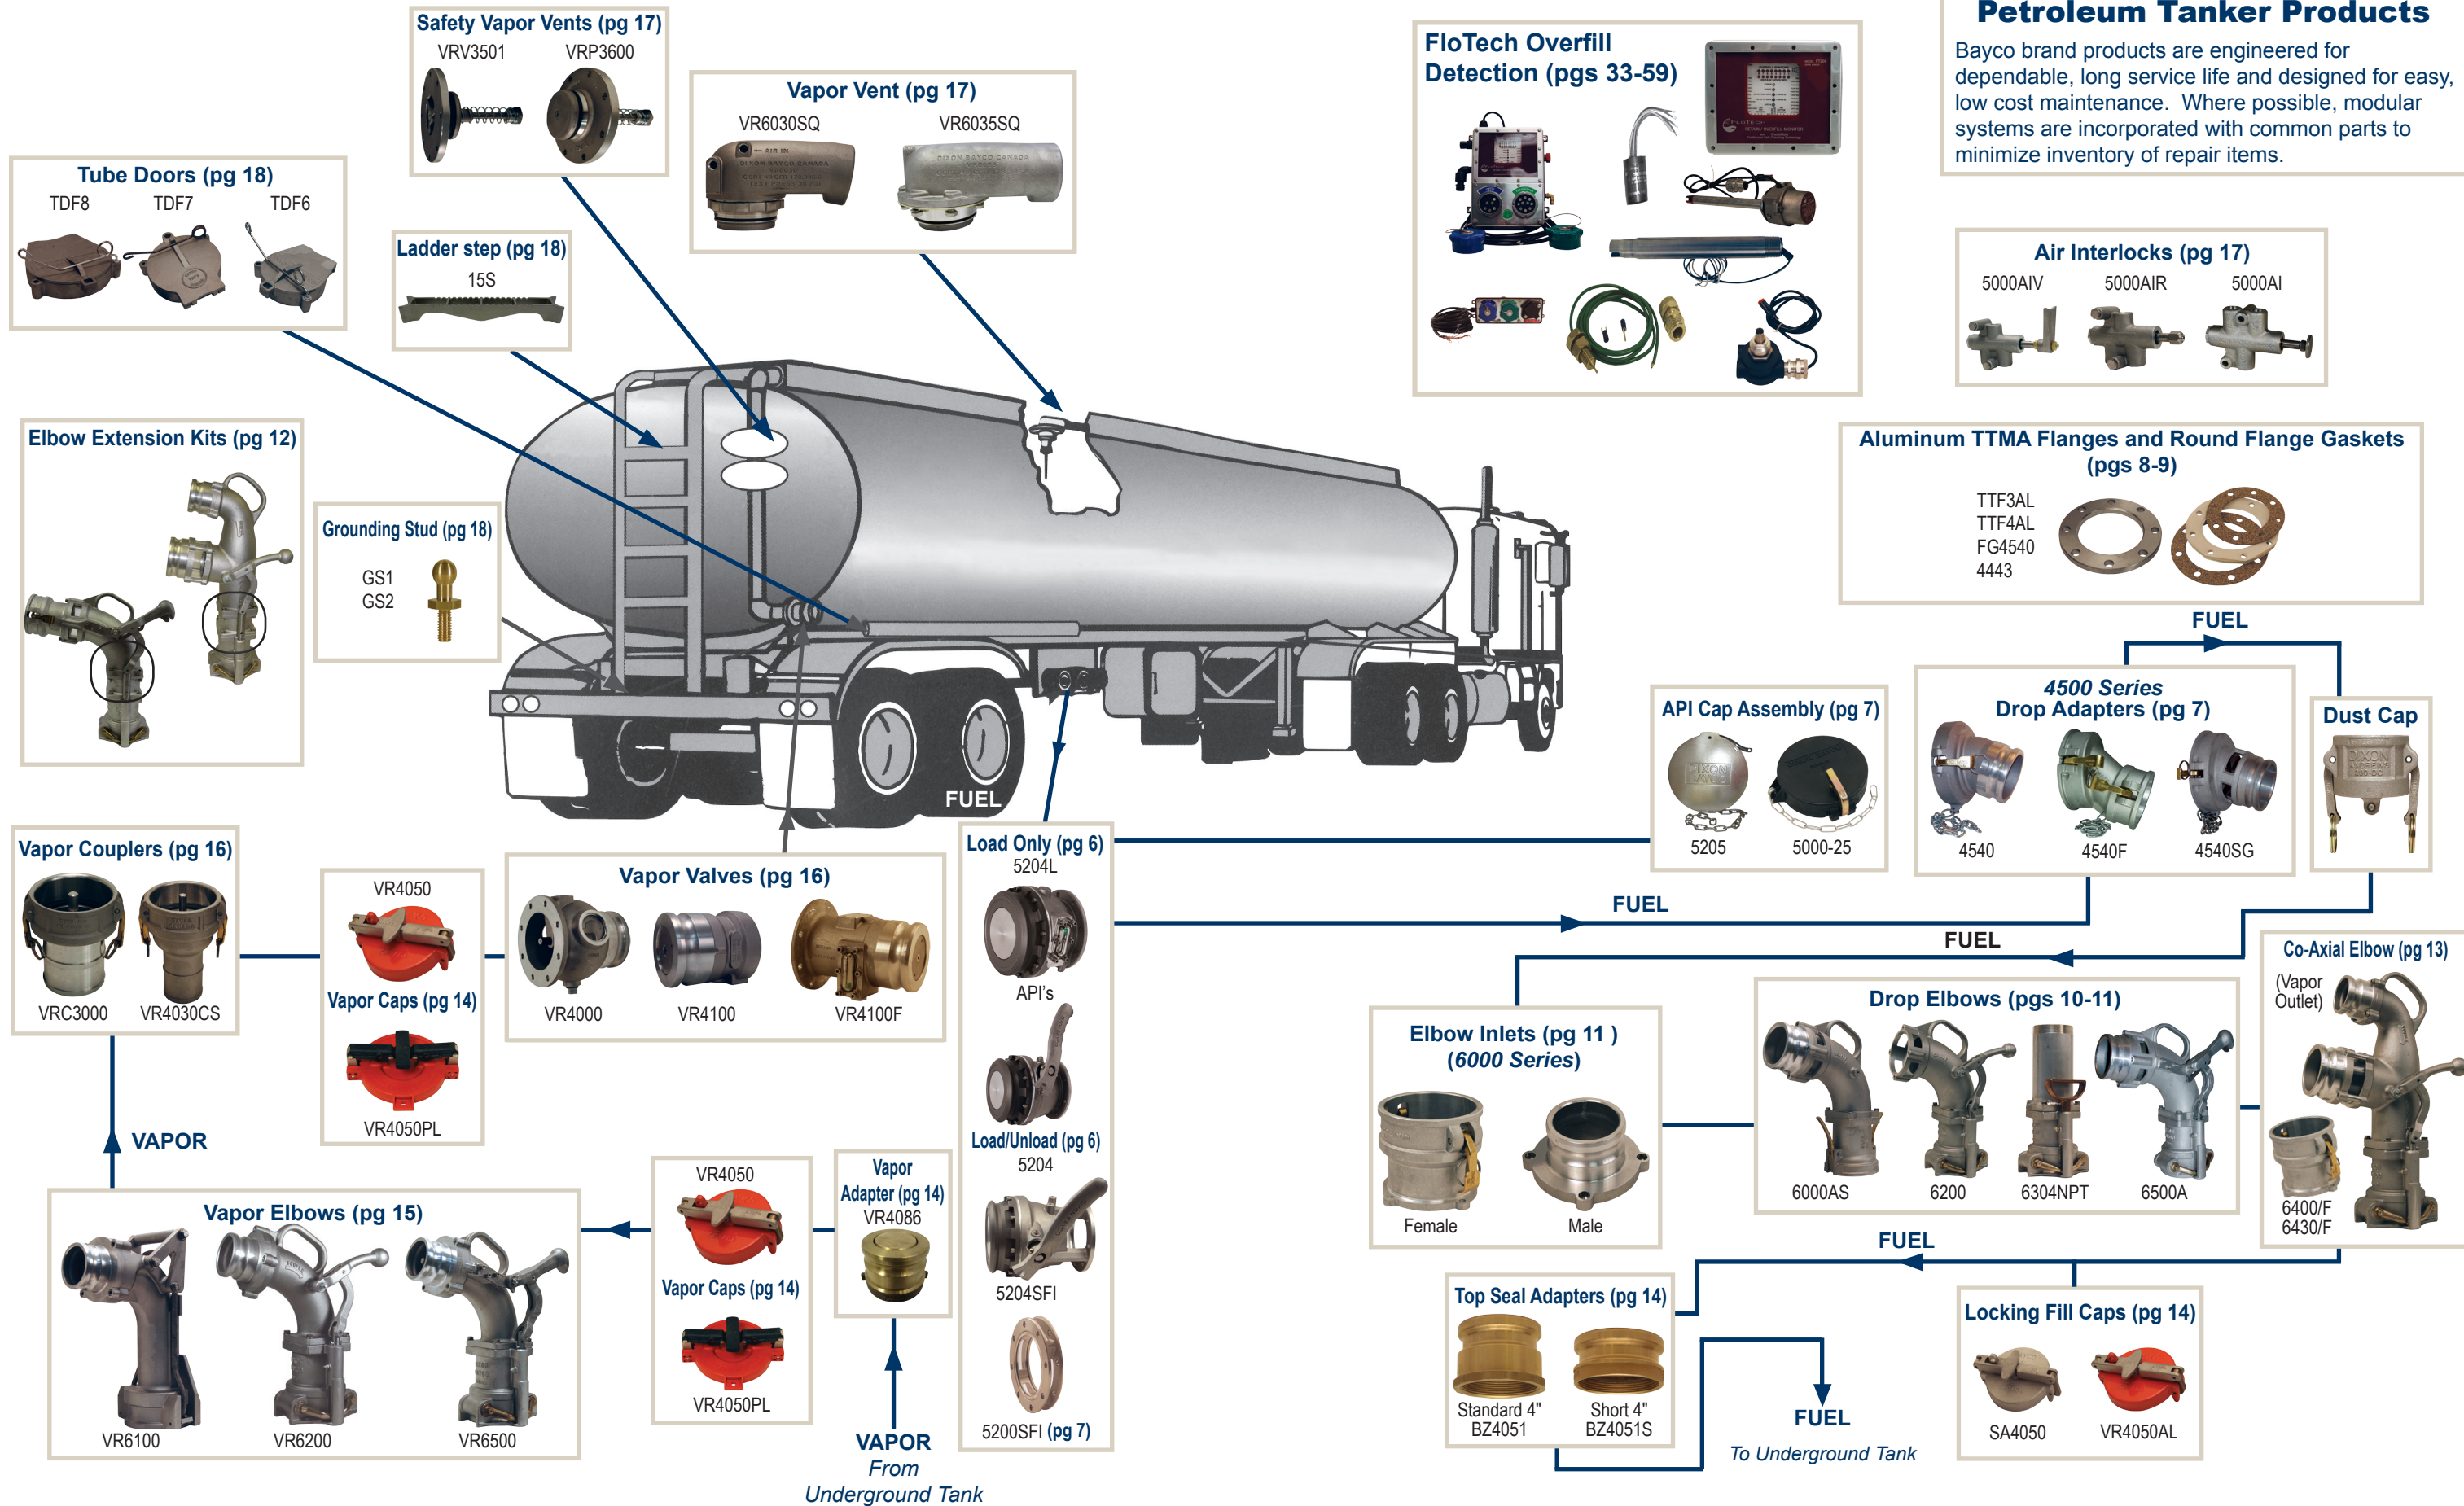 Petroleum Tanker Products
Bayco brand products are engineered for
dependable, long service life and designed for easy,
low cost maintenance. Where possible, modular
systems are incorporated with common parts to
minimize inventory of repair items.
Safety Vapor Vents (pg 17)
VRV3501
VRP3600
Vapor Vent (pg 17)
VR6030SQ
VR6035SQ
AIR IN
DIXON BAYCO CANADA
DIXON BAYCO CANADA
FloTech Overfill
Detection (pgs 33-59)
Tube Doors (pg 18)
TDF8
TDF7
TDF6
Ladder step (pg 18)
15S
Air Interlocks (pg 17)
5000AIV
5000AIR
5000AI
Elbow Extension Kits (pg 12)
Grounding Stud (pg 18)
GS1
GS2
Aluminum TTMA Flanges and Round Flange Gaskets
(pgs 8-9)
TTF3AL
TTF4AL
FG4540
4443
FUEL
API Cap Assembly (pg 7)
5205
5000-25
4500 Series
Drop Adapters (pg 7)
4540
4540F
4540SG
Dust Cap
DIXON
ANDREWS
FUEL
Vapor Couplers (pg 16)
VRC3000
VR4030CS
VR4050
Vapor Caps (pg 14)
VR4050PL
Vapor Valves (pg 16)
VR4000
VR4100
VR4100F
Load Only (pg 6)
5204L
API's
Load/Unload (pg 6)
5204
5204SFI
5200SFI (pg 7)
FUEL
FUEL
Co-Axial Elbow (pg 13)
(Vapor
Outlet)
6400/F
6430/F
Drop Elbows (pgs 10-11)
6000AS
6200
6304NPT
6500A
Elbow Inlets (pg 11 )
(6000 Series)
Female
Male
VAPOR
Vapor Elbows (pg 15)
VR6100
VR6200
VR6500
VR4050
Vapor Caps (pg 14)
VR4050PL
Vapor
Adapter (pg 14)
VR4086
VAPOR
From
Underground Tank
FUEL
Top Seal Adapters (pg 14)
Standard 4"
BZ4051
Short 4"
BZ4051S
FUEL
To Underground Tank
Locking Fill Caps (pg 14)
SA4050
VR4050AL